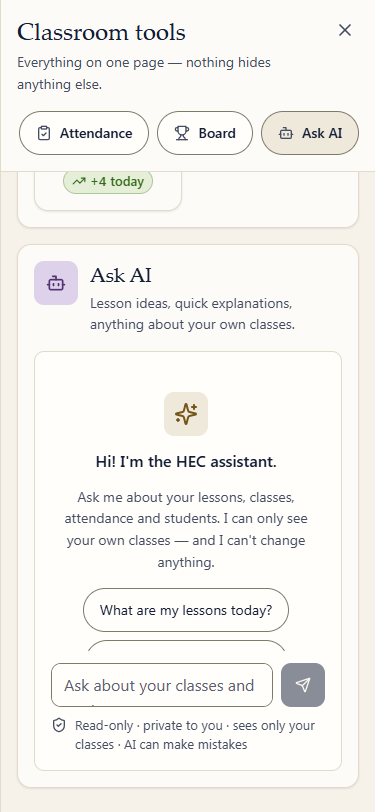 Classroom tools
Everything on one page — nothing hides
anything else.
Attendance
Board
Ask AI
+4 today
Ask AI
Lesson ideas, quick explanations,
anything about your own classes.
Hi! I'm the HEC assistant.
Ask me about your lessons, classes,
attendance and students. I can only see
your own classes — and I can't change
anything.
What are my lessons today?
Ask about your classes and
Read-only · private to you · sees only your
classes · AI can make mistakes